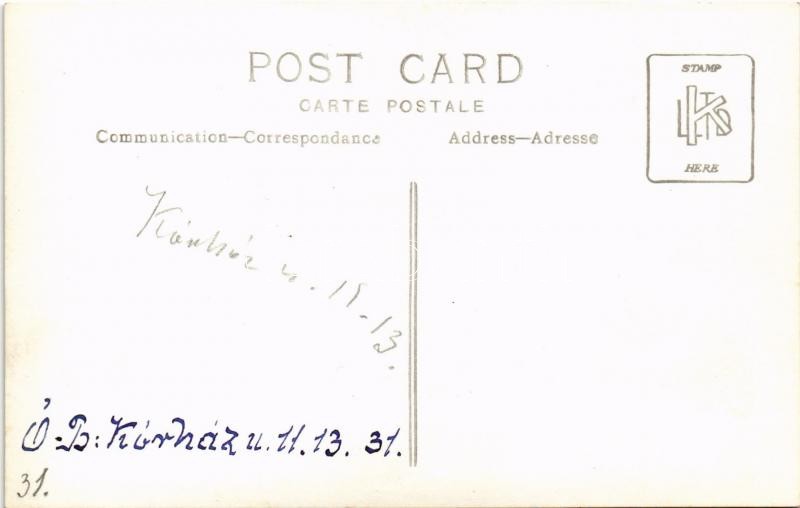 POST CARD
CARTE POSTALE
Communication—Correspondance
Address—Adresse
STAMP
HERE
Kórház u. 11-13.
Ó-B: Kórház u. 11. 13. 31.
31.